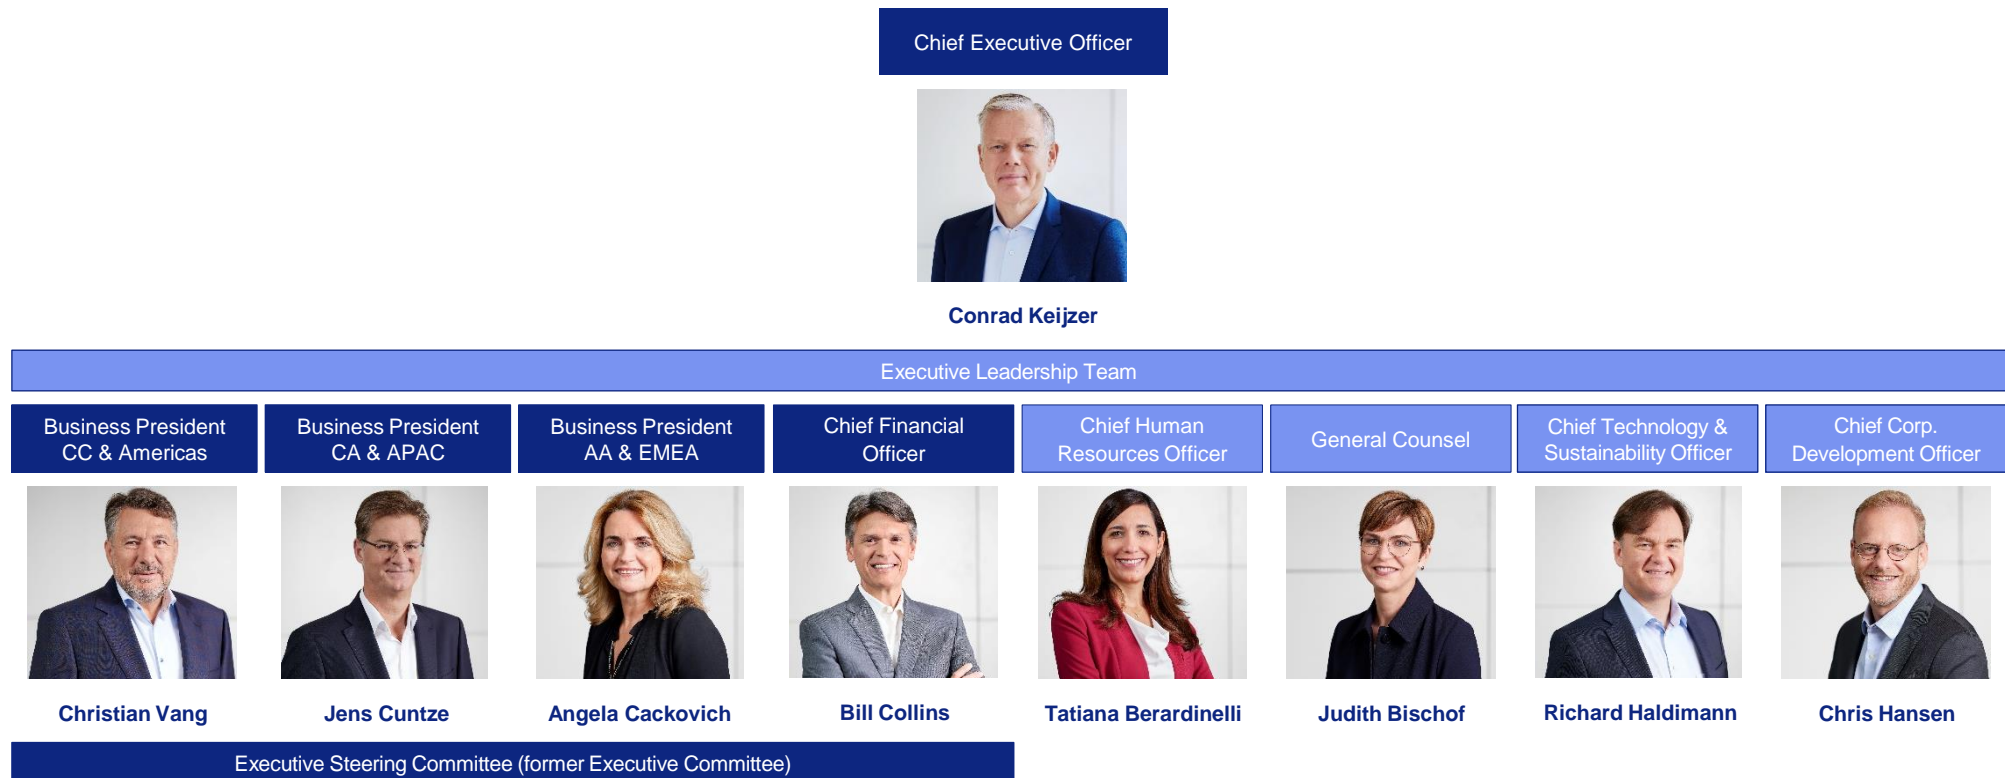 Chief Executive Officer
Conrad Keijzer
Executive Leadership Team
Business President
CC & Americas
Business President
CA & APAC
Business President
AA & EMEA
Chief Financial
Officer
Chief Human
Resources Officer
General Counsel
Chief Technology &
Sustainability Officer
Chief Corp.
Development Officer
Christian Vang
Jens Cuntze
Angela Cackovich
Bill Collins
Tatiana Berardinelli
Judith Bischof
Richard Haldimann
Chris Hansen
Executive Steering Committee (former Executive Committee)